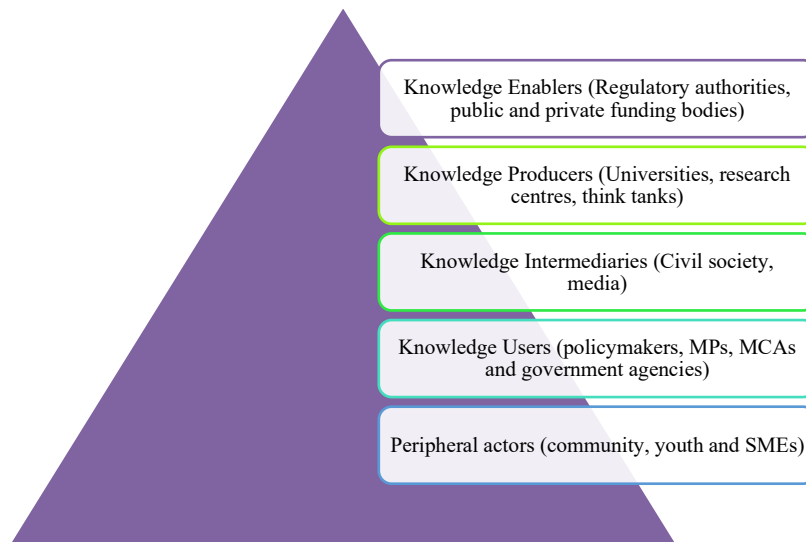 Knowledge Enablers (Regulatory authorities,
public and private funding bodies)
Knowledge Producers (Universities, research
centres, think tanks)
Knowledge Intermediaries (Civil society,
media)
Knowledge Users (policymakers, MPs, MCAs
and government agencies)
Peripheral actors (community, youth and SMEs)